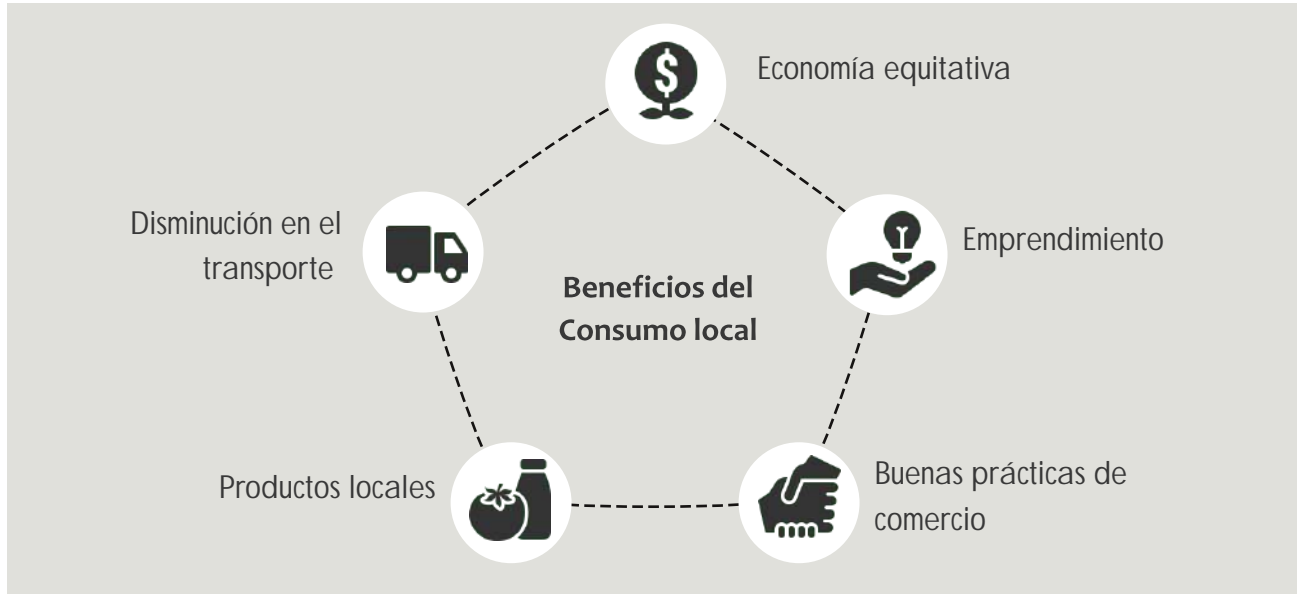 Economía equitativa
Disminución en el
transporte
Emprendimiento
Beneficios del
Consumo local
Productos locales
Buenas prácticas de
comercio